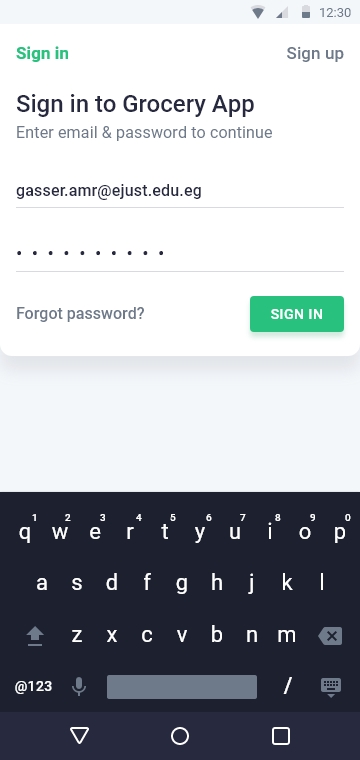 12:30
Sign in Sign up
Sign in to Grocery App
Enter email & password to continue
gasser.amr@ejust.edu.eg
• • • • • • • • • •
Forgot password? SIGN IN
1 2 3 4 5 6 7 8 9 0
q w e r t y u i o p
a s d f g h j k l
z x c v b n m
@123 /